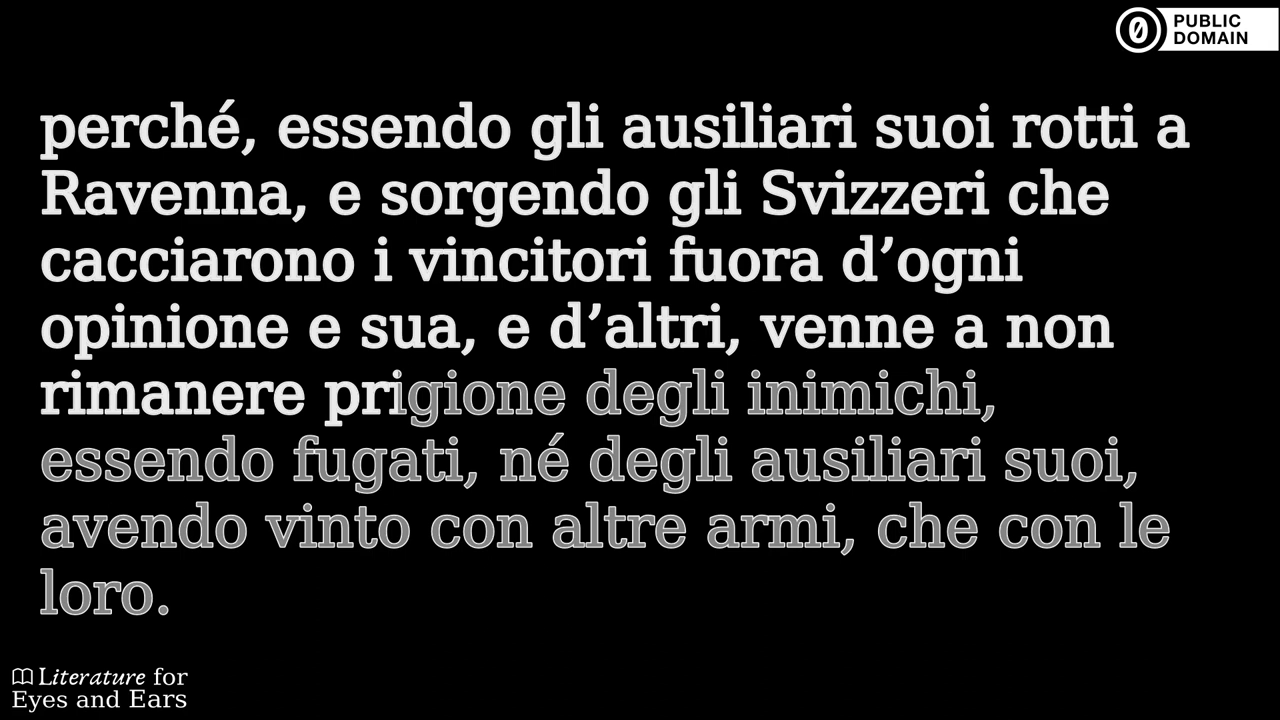 PUBLIC
DOMAIN
perché, essendo gli ausiliari suoi rotti a
Ravenna, e sorgendo gli Svizzeri che
cacciarono i vincitori fuora d’ogni
opinione e sua, e d’altri, venne a non
rimanere prigione degli inimichi,
essendo fugati, né degli ausiliari suoi,
avendo vinto con altre armi, che con le
loro.
Literature for
Eyes and Ears